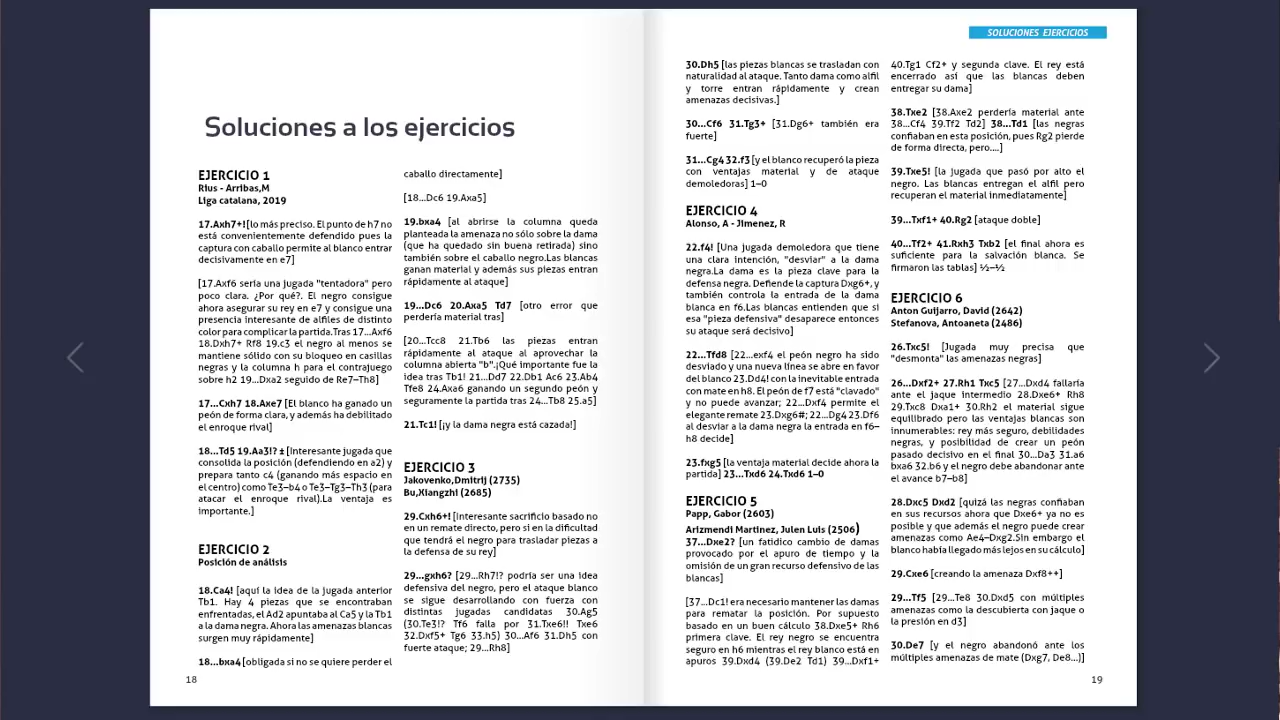 Soluciones a los ejercicios
EJERCICIO 1
Rius - Arribas,M
Liga catalana, 2019
17.Axh7+! [lo más preciso. El punto de h7 no
está convenientemente defendido pues la
captura con caballo permite al blanco entrar
decisivamente en e7]
[17.Axf6 sería una jugada "tentadora" pero
poco clara. ¿Por qué?. El negro consigue
ahora asegurar su rey en e7 y consigue una
presencia interesante de alfiles de distinto
color para complicar la partida.Tras 17...Axf6
18.Dxh7+ Rf8 19.c3 el negro al menos se
mantiene sólido con su bloqueo en casillas
negras y la columna h para el contrajuego
sobre h2 19...Dxa2 seguido de Re7–Th8]
17...Cxh7 18.Axe7 [El blanco ha ganado un
peón de forma clara, y además ha debilitado
el enroque rival]
18...Td5 19.Aa3!? ± [Interesante jugada que
consolida la posición (defendiendo en a2) y
prepara tanto c4 (ganando más espacio en
el centro) como Te3–b4 o Te3–Tg3–Th3 (para
atacar el enroque rival).La ventaja es
importante.]
EJERCICIO 2
Posición de análisis
18.Ca4! [aquí la idea de la jugada anterior
Tb1. Hay 4 piezas que se encontraban
enfrentadas, el Ad2 apuntaba al Ca5 y la Tb1
a la dama negra. Ahora las amenazas blancas
surgen muy rápidamente]
18...bxa4 [obligada si no se quiere perder el
caballo directamente]
[18...Dc6 19.Axa5]
19.bxa4 [al abrirse la columna queda
planteada la amenaza no sólo sobre la dama
(que ha quedado sin buena retirada) sino
también sobre el caballo negro.Las blancas
ganan material y además sus piezas entran
rápidamente al ataque]
19...Dc6 20.Axa5 Td7 [otro error que
perdería material tras]
[20...Tcc8 21.Tb6 las piezas entran
rápidamente al ataque al aprovechar la
columna abierta "b".¡Qué importante fue la
idea tras Tb1! 21...Dd7 22.Db1 Ac6 23.Ab4
Tfe8 24.Axa6 ganando un segundo peón y
seguramente la partida tras 24...Tb8 25.a5]
21.Tc1! [¡y la dama negra está cazada!]
EJERCICIO 3
Jakovenko,Dmitrij (2735)
Bu,Xiangzhi (2685)
29.Cxh6+! [interesante sacrificio basado no
en un remate directo, pero si en la dificultad
que tendrá el negro para trasladar piezas a
la defensa de su rey]
29...gxh6? [29...Rh7!? podría ser una idea
defensiva del negro, pero el ataque blanco
se sigue desarrollando con fuerza con
distintas jugadas candidatas 30.Ag5
(30.Te3!? Tf6 falla por 31.Txe6!! Txe6
32.Dxf5+ Tg6 33.h5) 30...Af6 31.Dh5 con
fuerte ataque; 29...Rh8]
18
SOLUCIONES EJERCICIOS
30.Dh5 [las piezas blancas se trasladan con
naturalidad al ataque. Tanto dama como alfil
y torre entran rápidamente y crean
amenazas decisivas.]
30...Cf6 31.Tg3+ [31.Dg6+ también era
fuerte]
31...Cg4 32.f3 [y el blanco recuperó la pieza
con ventajas material y de ataque
demoledoras] 1–0
EJERCICIO 4
Alonso, A - Jimenez, R
22.f4! [Una jugada demoledora que tiene
una clara intención, "desviar" a la dama
negra.La dama es la pieza clave para la
defensa negra. Defiende la captura Dxg6+, y
también controla la entrada de la dama
blanca en f6.Las blancas entienden que si
esa "pieza defensiva" desaparece entonces
su ataque será decisivo]
22...Tfd8 [22...exf4 el peón negro ha sido
desviado y una nueva línea se abre en favor
del blanco 23.Dd4! con la inevitable entrada
con mate en h8. El peón de f7 está "clavado"
y no puede avanzar; 22...Dxf4 permite el
elegante remate 23.Dxg6#; 22...Dg4 23.Df6
al desviar a la dama negra la entrada en f6–
h8 decide]
23.fxg5 [la ventaja material decide ahora la
partida] 23...Txd6 24.Txd6 1–0
EJERCICIO 5
Papp, Gabor (2603)
Arizmendi Martinez, Julen Luis (2506)
37...Dxe2? [un fatídico cambio de damas
provocado por el apuro de tiempo y la
omisión de un gran recurso defensivo de las
blancas]
[37...Dc1! era necesario mantener las damas
para rematar la posición. Por supuesto
basado en un buen cálculo 38.Dxe5+ Rh6
primera clave. El rey negro se encuentra
seguro en h6 mientras el rey blanco está en
apuros 39.Dxd4 (39.De2 Td1) 39...Dxf1+
40.Tg1 Cf2+ y segunda clave. El rey está
encerrado así que las blancas deben
entregar su dama]
38.Txe2 [38.Axe2 perdería material ante
38...Cf4 39.Tf2 Td2] 38...Td1 [las negras
confiaban en esta posición, pues Rg2 pierde
de forma directa, pero....]
39.Txe5! [la jugada que pasó por alto el
negro. Las blancas entregan el alfil pero
recuperan el material inmediatamente]
39...Txf1+ 40.Rg2 [ataque doble]
40...Tf2+ 41.Rxh3 Txb2 [el final ahora es
suficiente para la salvación blanca. Se
firmaron las tablas] ½–½
EJERCICIO 6
Anton Guijarro, David (2642)
Stefanova, Antoaneta (2486)
26.Txc5! [Jugada muy precisa que
"desmonta" las amenazas negras]
26...Dxf2+ 27.Rh1 Txc5 [27...Dxd4 fallaría
ante el jaque intermedio 28.Dxe6+ Rh8
29.Txc8 Dxa1+ 30.Rh2 el material sigue
equilibrado pero las ventajas blancas son
innumerables: rey más seguro, debilidades
negras, y posibilidad de crear un peón
pasado decisivo en el final 30...Da3 31.a6
bxa6 32.b6 y el negro debe abandonar ante
el avance b7–b8]
28.Dxc5 Dxd2 [quizá las negras confiaban
en sus recursos ahora que Dxe6+ ya no es
posible y que además el negro puede crear
amenazas como Ae4–Dxg2.Sin embargo el
blanco había llegado más lejos en su cálculo]
29.Cxe6 [creando la amenaza Dxf8++]
29...Tf5 [29...Te8 30.Dxd5 con múltiples
amenazas como la descubierta con jaque o
la presión en d3]
30.De7 [y el negro abandonó ante los
múltiples amenazas de mate (Dxg7, De8...)]
19